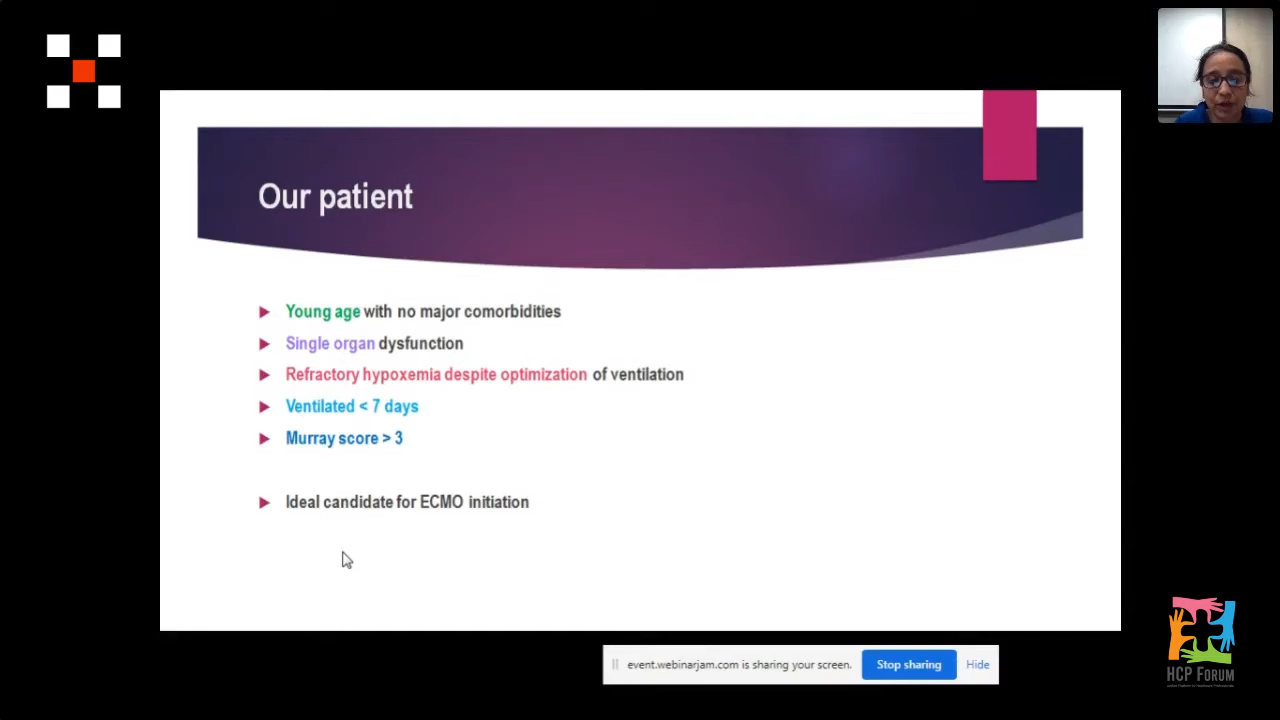 Our patient
Young age with no major comorbidities
Single organ dysfunction
Refractory hypoxemia despite optimization of ventilation
Ventilated < 7 days
Murray score > 3
Ideal candidate for ECMO initiation
event.webinarjam.com is sharing your screen.
Stop sharing
Hide
HCP FORUM